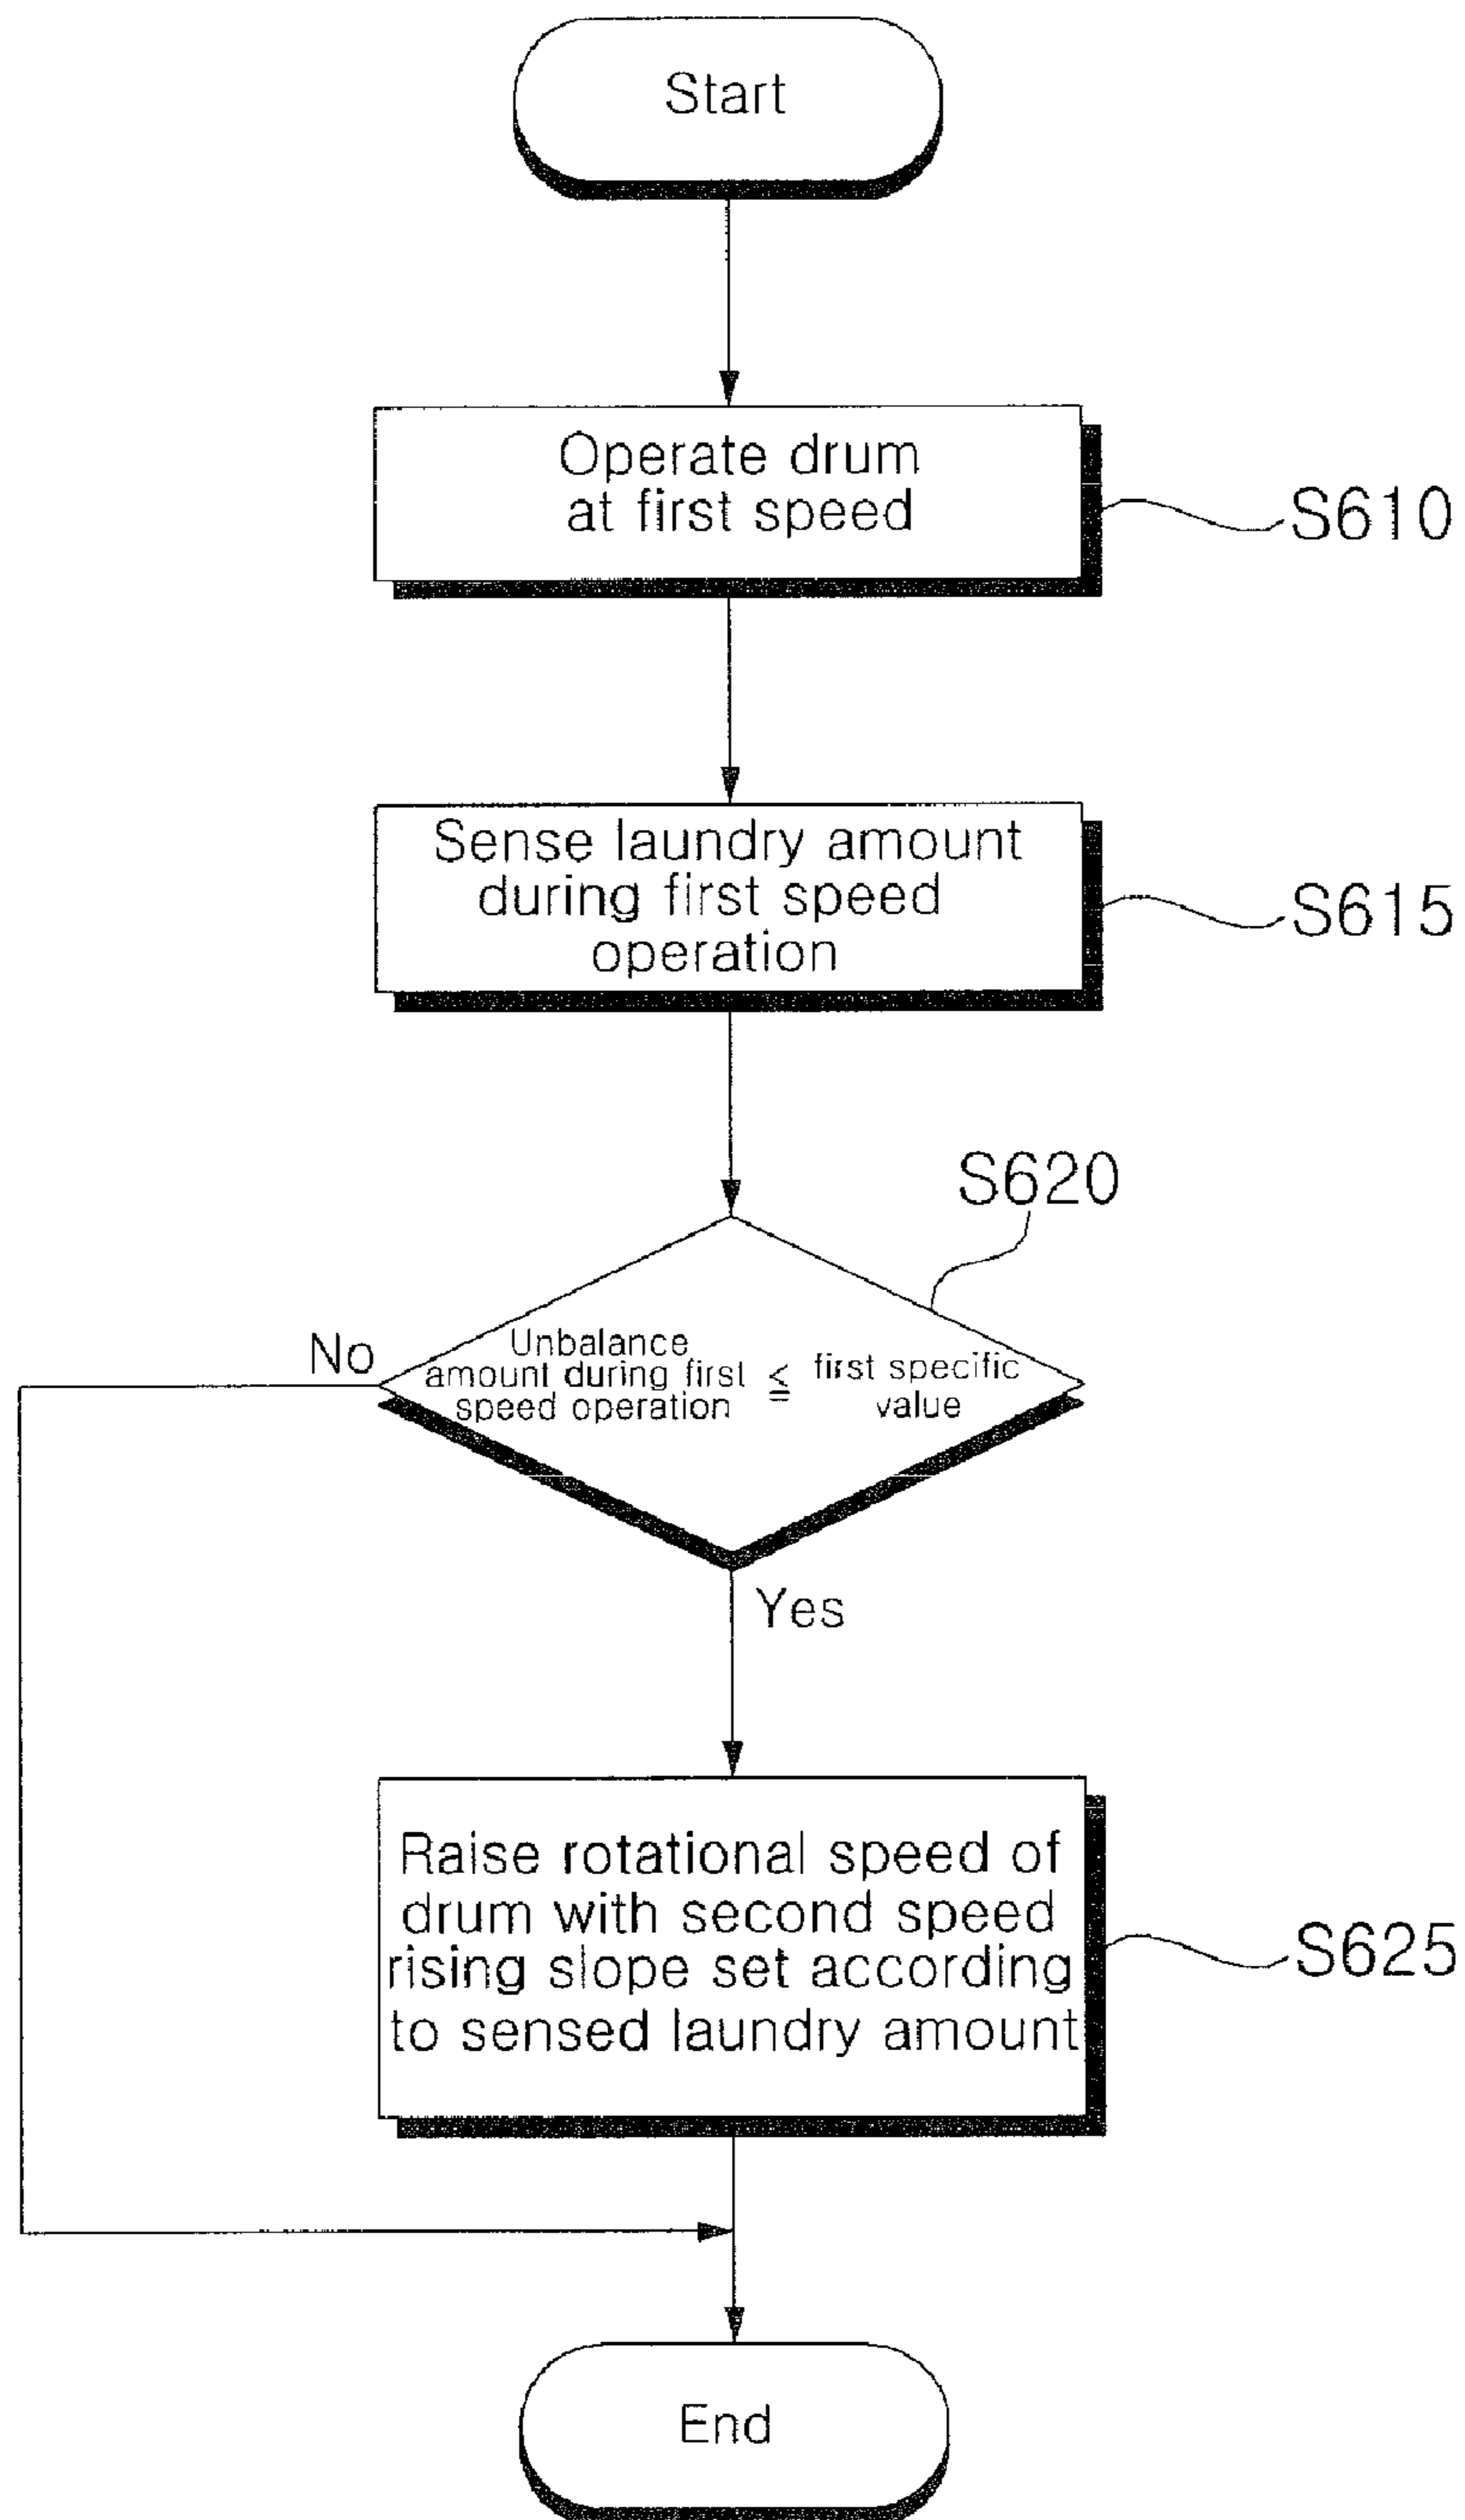 Start
Operate drum
at first speed
S610
Sense laundry amount
during first speed
operation
S615
S620
No
Unbalance
amount during first
speed operation
≦
first specific
value
Yes
Raise rotational speed of
drum with second speed
rising slope set according
to sensed laundry amount
S625
End